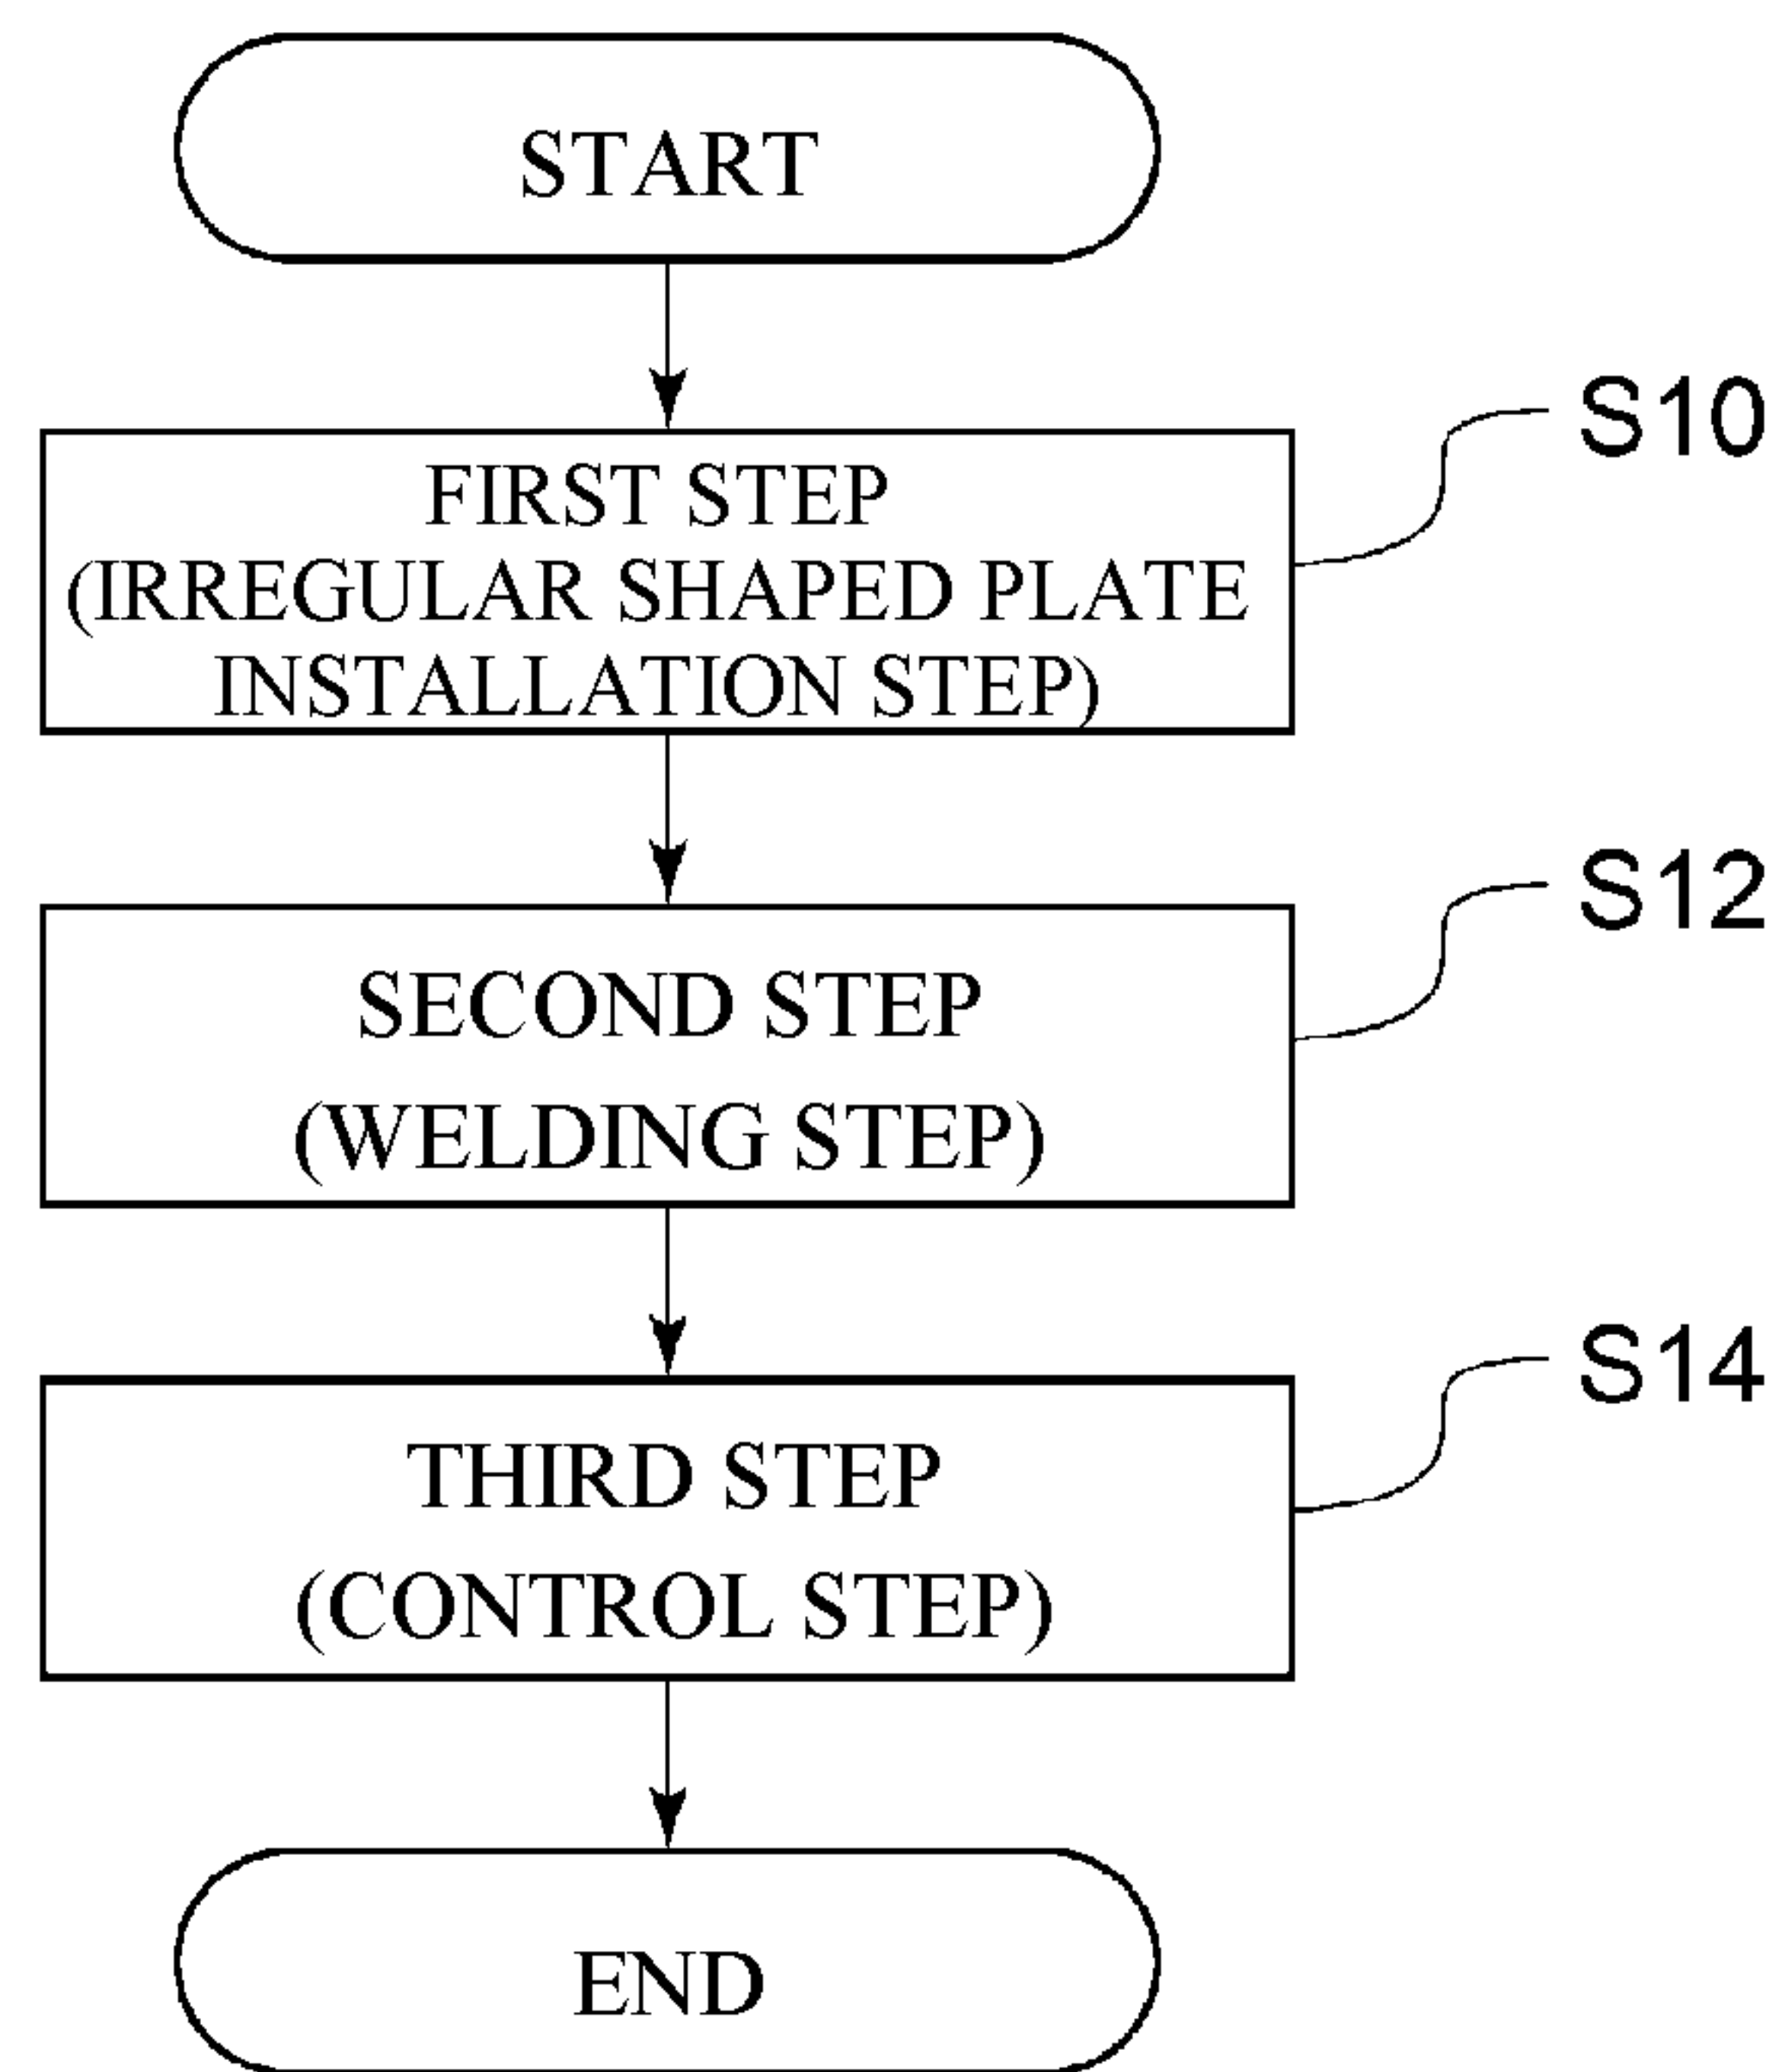 START
S10
FIRST STEP
(IRREGULAR SHAPED PLATE
INSTALLATION STEP)
S12
SECOND STEP
(WELDING STEP)
S14
THIRD STEP
(CONTROL STEP)
END